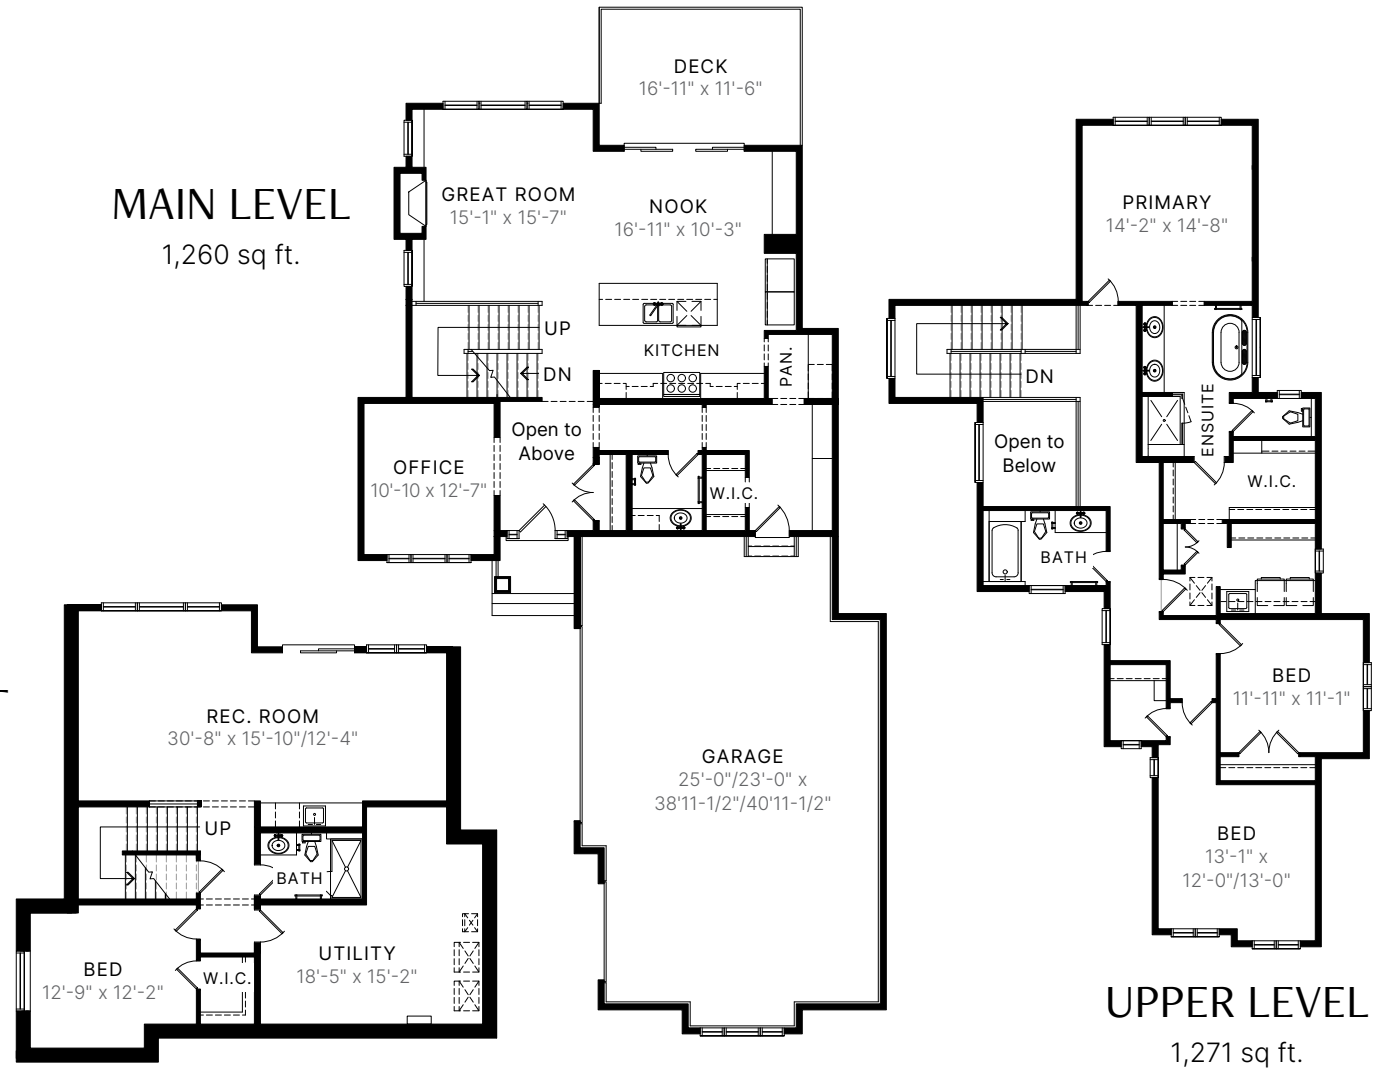 MAIN LEVEL
1,260 sq ft.
DECK
16'-11" x 11'-6"
GREAT ROOM
15'-1" x 15'-7"
NOOK
16'-11" x 10'-3"
UP
DN
KITCHEN
PAN.
OFFICE
10'-10 x 12'-7"
Open to
Above
W.I.C.
GARAGE
25'-0"/23'-0" x
38'11-1/2"/40'11-1/2"
REC. ROOM
30'-8" x 15'-10"/12'-4"
UP
BATH
BED
12'-9" x 12'-2"
W.I.C.
UTILITY
18'-5" x 15'-2"
PRIMARY
14'-2" x 14'-8"
DN
ENSUITE
Open to
Below
W.I.C.
BATH
BED
11'-11" x 11'-1"
BED
13'-1" x
12'-0"/13'-0"
UPPER LEVEL
1,271 sq ft.